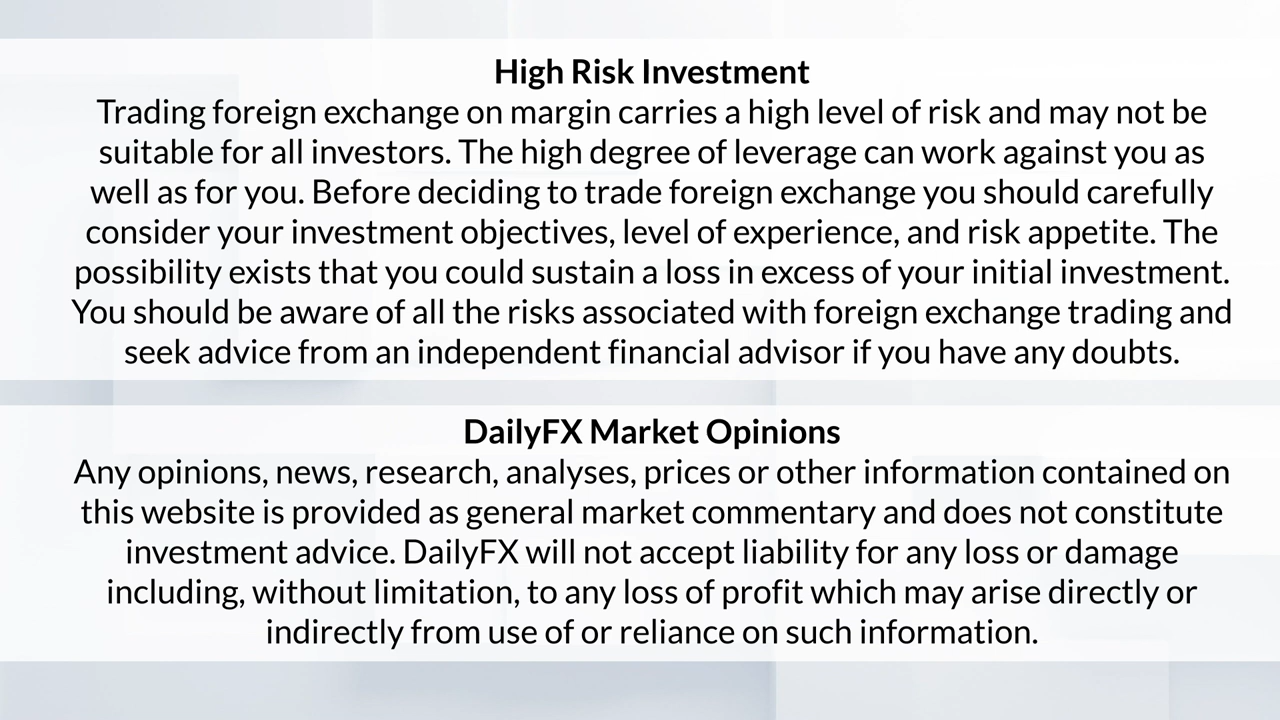 High Risk Investment
Trading foreign exchange on margin carries a high level of risk and may not be
suitable for all investors. The high degree of leverage can work against you as
well as for you. Before deciding to trade foreign exchange you should carefully
consider your investment objectives, level of experience, and risk appetite. The
possibility exists that you could sustain a loss in excess of your initial investment.
You should be aware of all the risks associated with foreign exchange trading and
seek advice from an independent financial advisor if you have any doubts.
DailyFX Market Opinions
Any opinions, news, research, analyses, prices or other information contained on
this website is provided as general market commentary and does not constitute
investment advice. DailyFX will not accept liability for any loss or damage
including, without limitation, to any loss of profit which may arise directly or
indirectly from use of or reliance on such information.